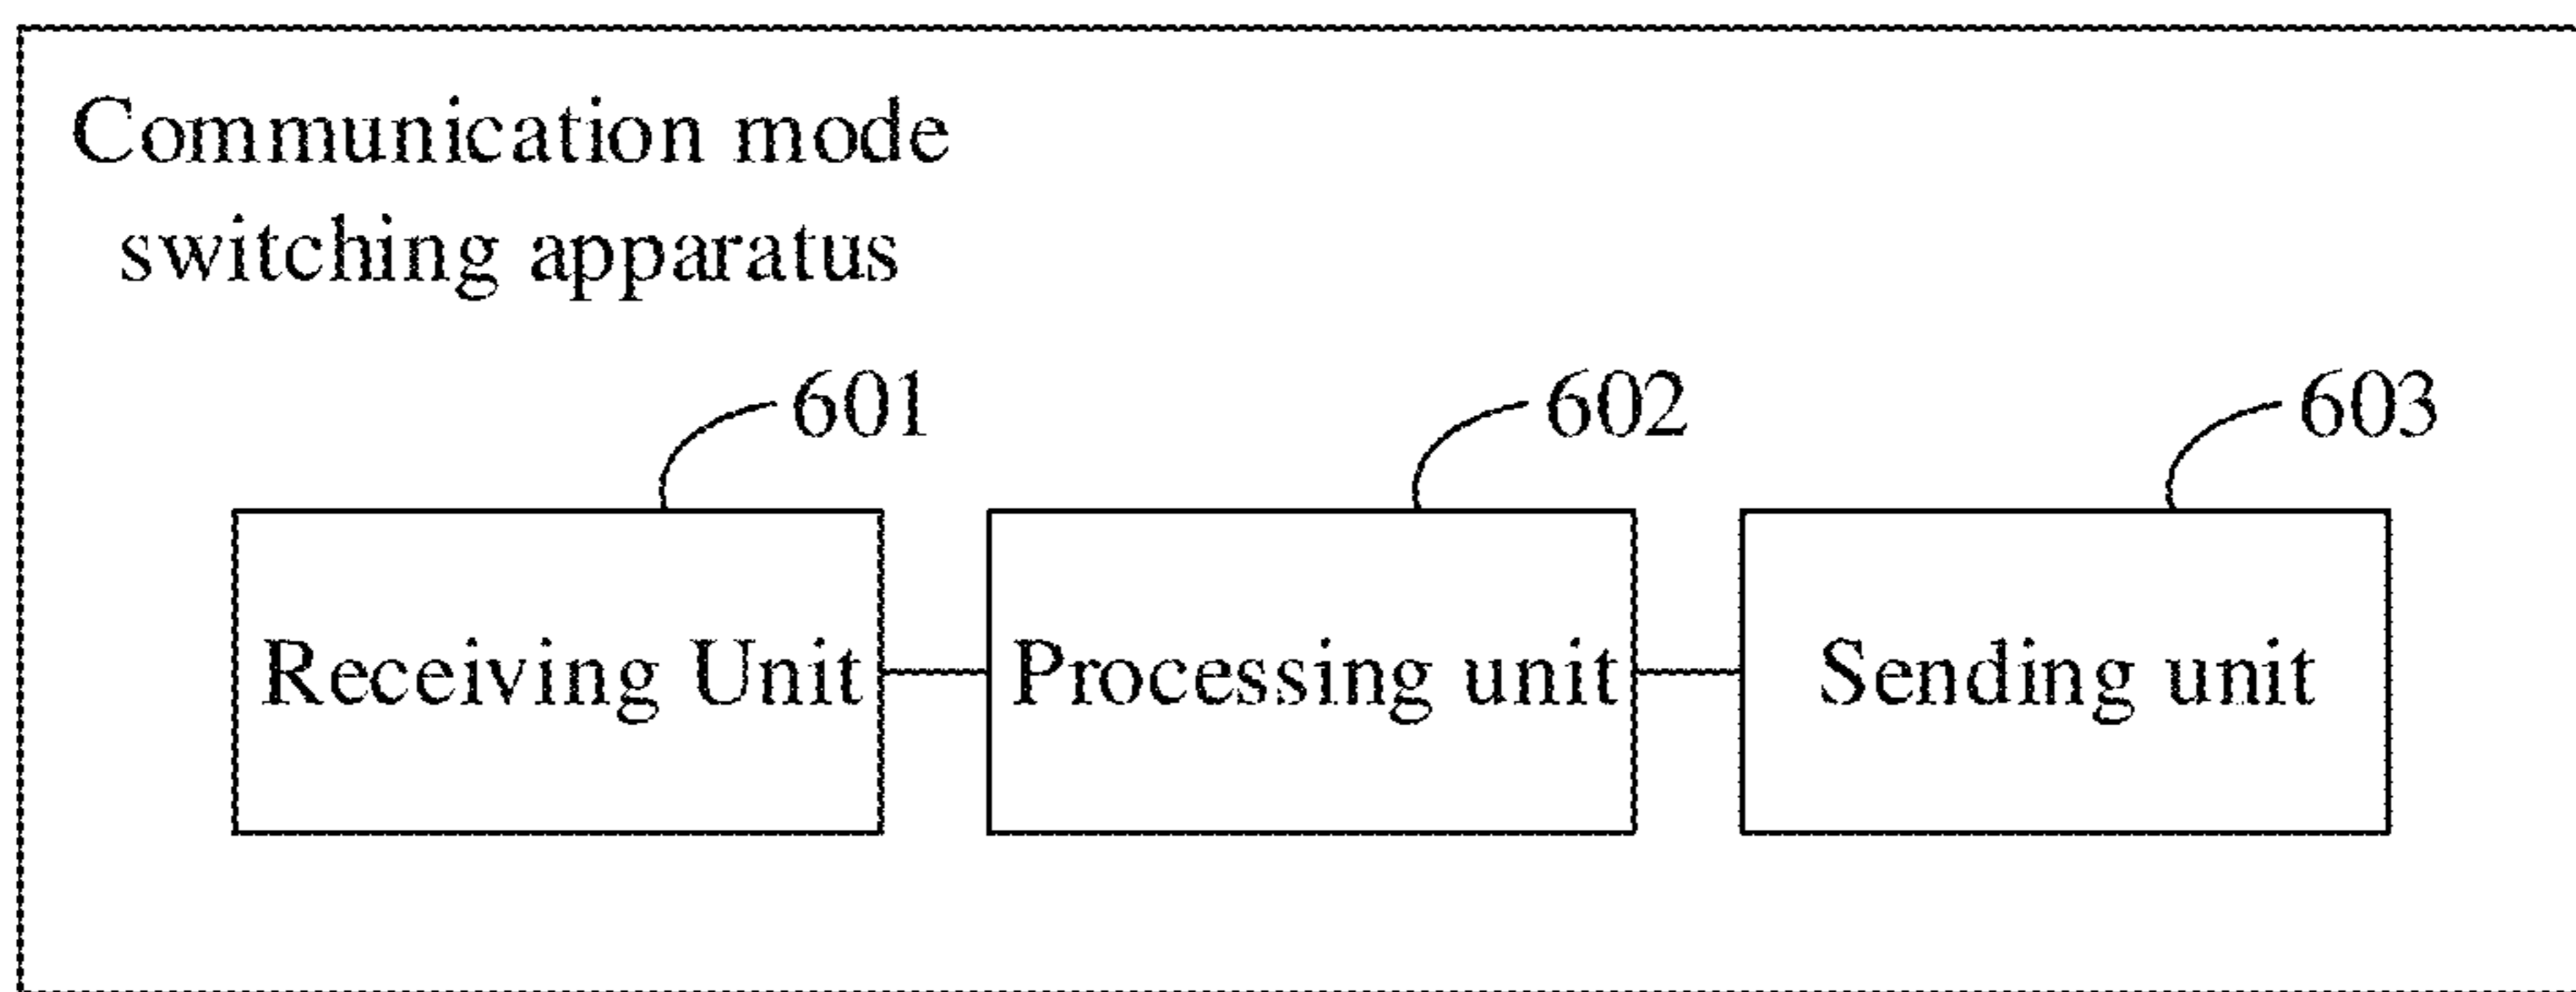 Communication mode
switching apparatus
601
602
603
Receiving Unit
Processing unit
Sending unit